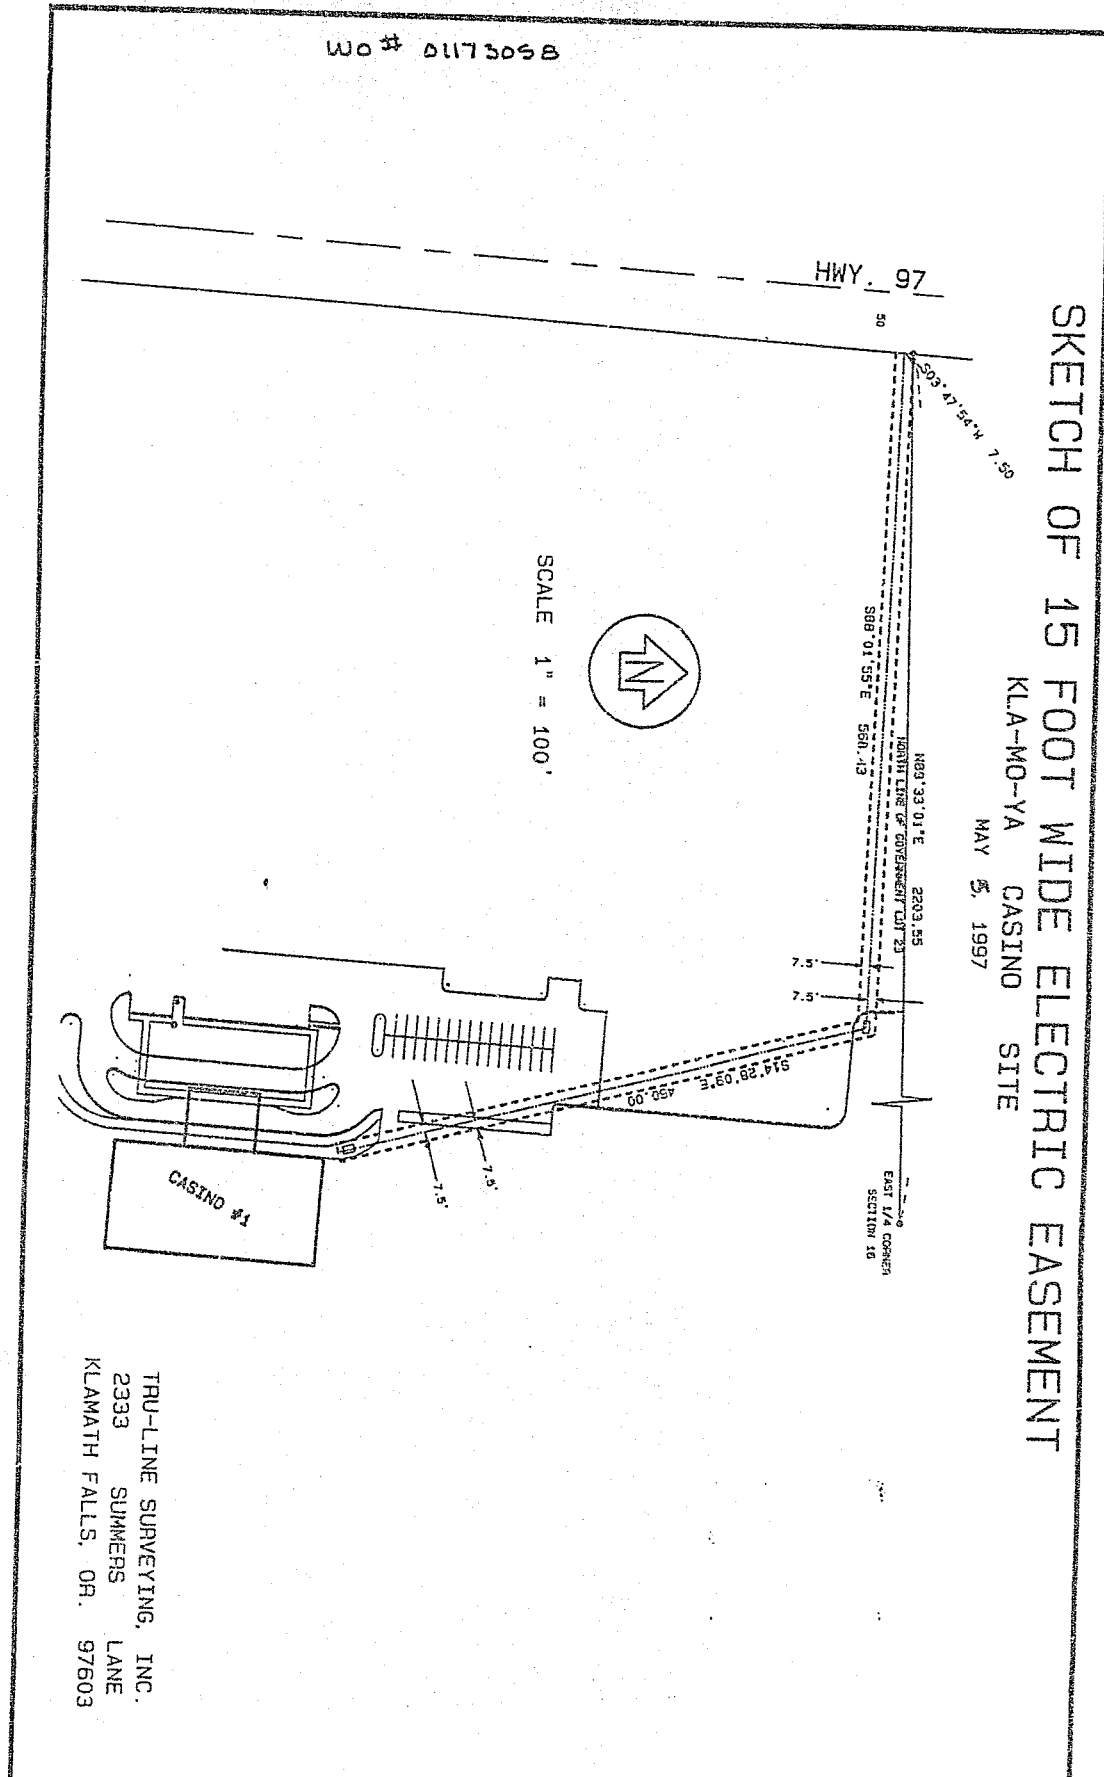 WO # 01173058
SKETCH OF 15 FOOT WIDE ELECTRIC EASEMENT
KLA-MO-YA CASINO SITE
MAY 5, 1997
HWY. 97
50
S03°47'54"W 7.50
N89°33'01"E 2203.55
NORTH LINE OF GOVERNMENT LOT 23
S88°01'55"E 560.43
7.5'
7.5'
S14°28'09"E
450.00
7.5'
7.5'
EAST 1/4 CORNER
SECTION 16
N
SCALE 1" = 100'
CASINO #1
TRU-LINE SURVEYING, INC.
2333 SUMMERS LANE
KLAMATH FALLS, OR. 97603